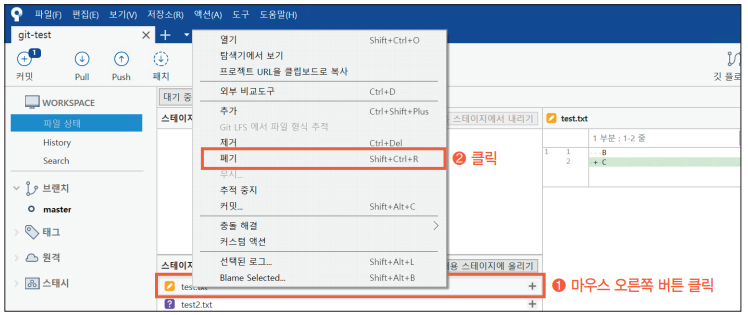 파일(F) 편집(E) 보기(V) 저장소(R) 액션(A) 도구 도움말(H)
git-test × + 
1
커밋 Pull Push 패치 깃 플로
WORKSPACE
파일 상태
History
Search
브랜치
master
태그
원격
스태시
대기 중
스테이지
스테이지에서 내리기
열기 Shift+Ctrl+O
탐색기에서 보기
프로젝트 URL을 클립보드로 복사
외부 비교도구 Ctrl+D
추가 Ctrl+Shift+Plus
Git LFS 에서 파일 형식 추적
제거 Ctrl+Del
폐기 Shift+Ctrl+R
무시...
추적 중지
커밋... Shift+Alt+C
충돌 해결
커스텀 액션
선택된 로그... Shift+Alt+L
Blame Selected... Shift+Alt+B
❷ 클릭
test.txt
1 부분 : 1-2 줄
1 1 B
2 + C
스테이지
용 스테이지에 올리기
test.txt +
test2.txt +
❶ 마우스 오른쪽 버튼 클릭